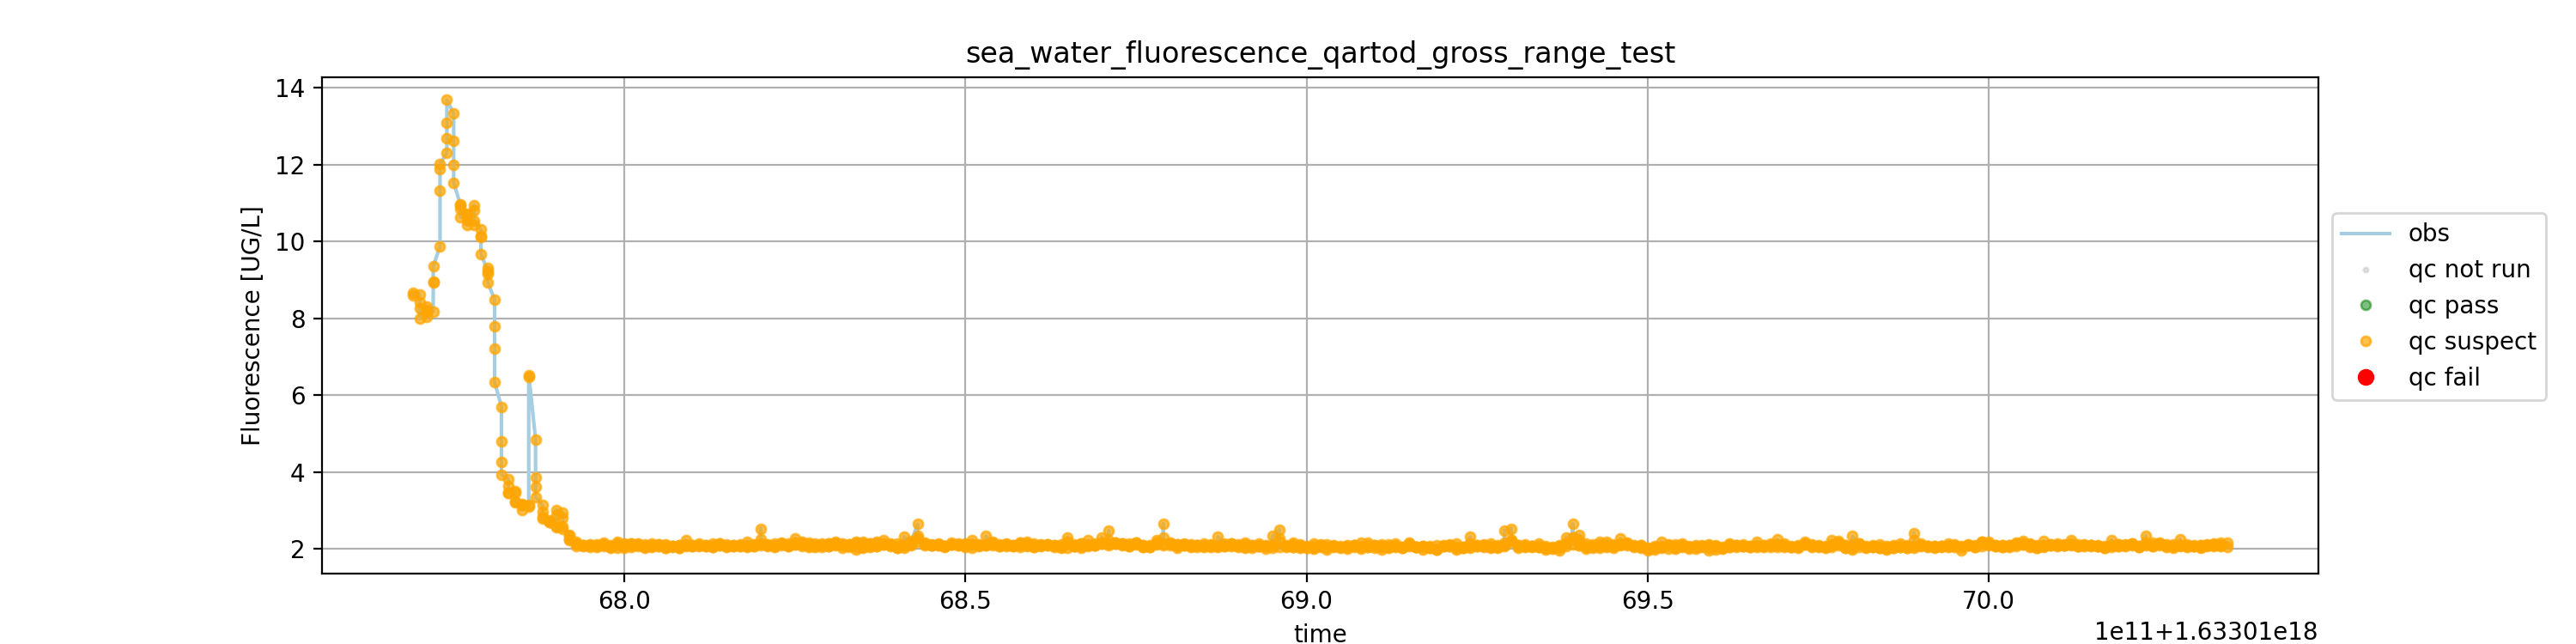 sea_water_fluorescence_qartod_gross_range_test
14
12
10
8
6
4
2
Fluorescence [UG/L]
68.0
68.5
69.0
69.5
70.0
time
1e11+1.63301e18
obs
qc not run
qc pass
qc suspect
qc fail